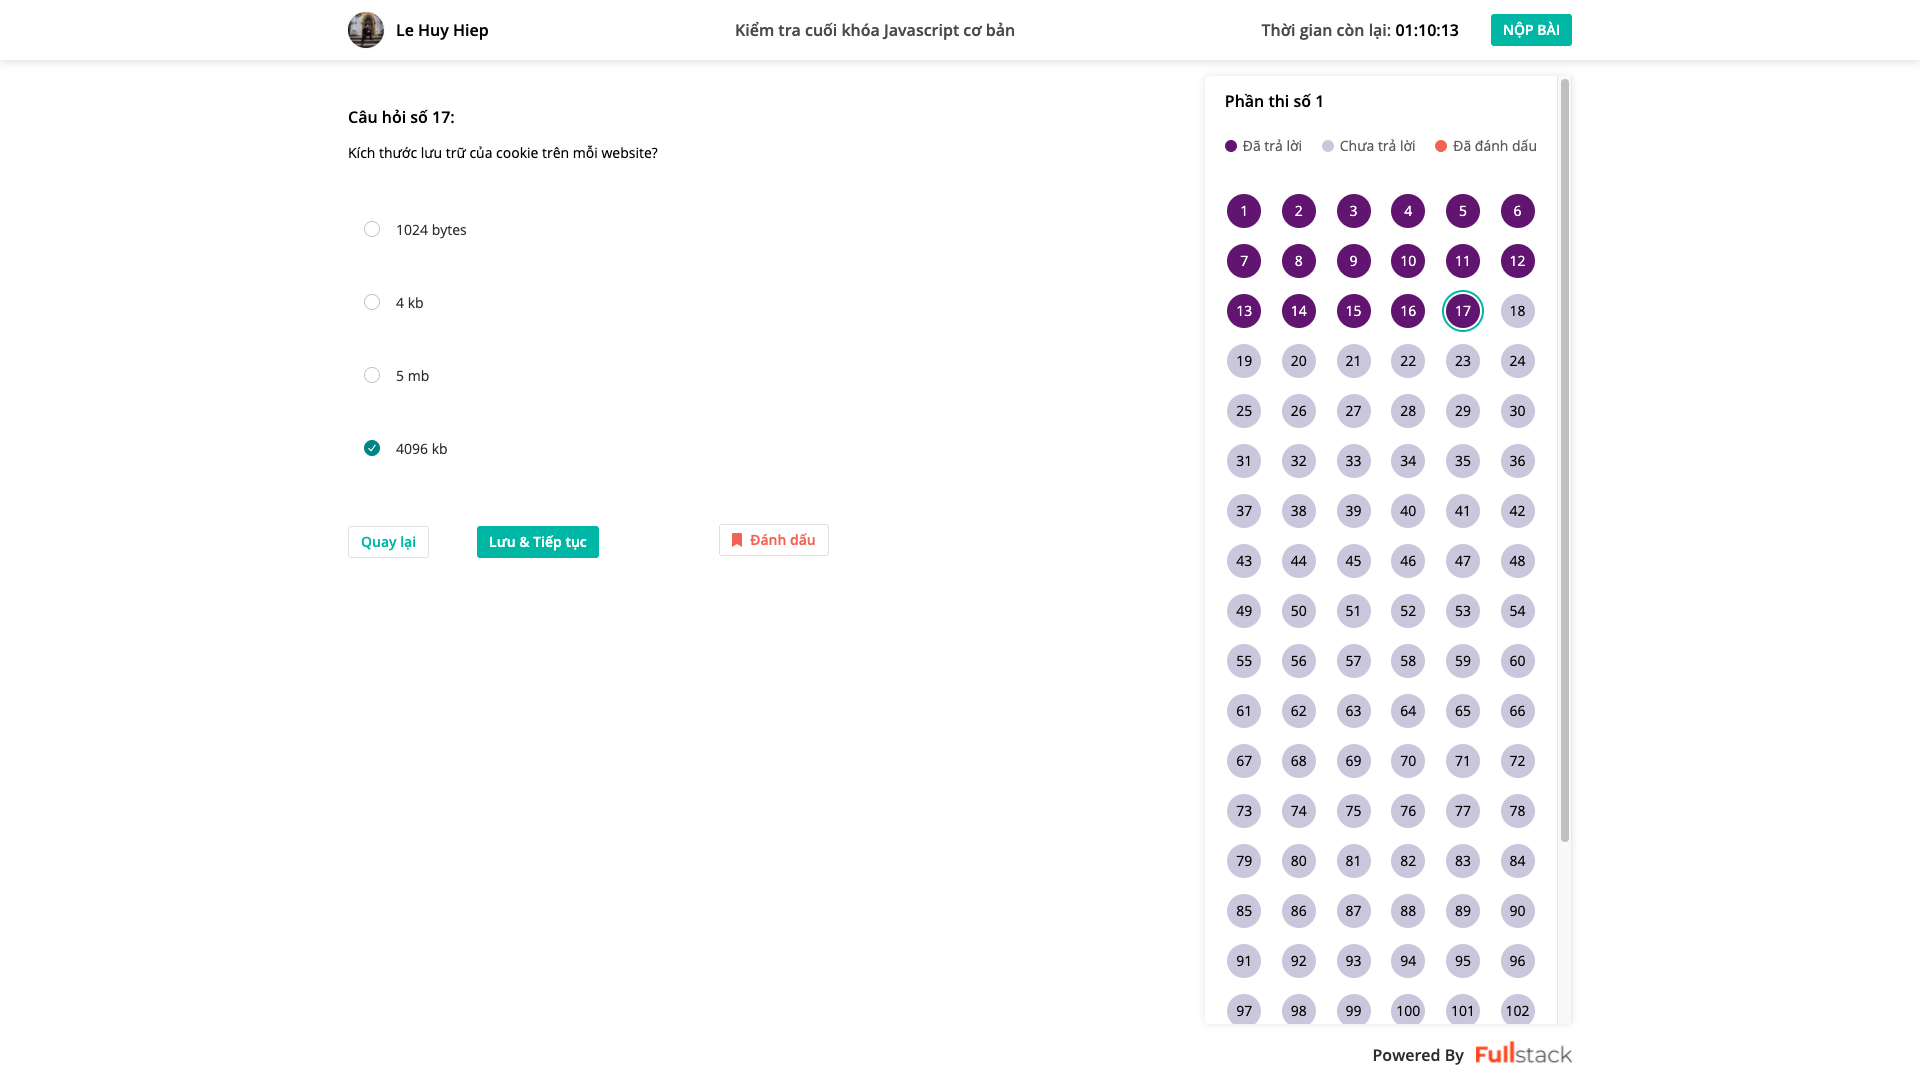 Le Huy Hiep
Kiểm tra cuối khóa Javascript cơ bản
Thời gian còn lại: 01:10:13
NỘP BÀI
Câu hỏi số 17:
Kích thước lưu trữ của cookie trên mỗi website?
1024 bytes
4 kb
5 mb
4096 kb
Quay lại
Lưu & Tiếp tục
Đánh dấu
Phần thi số 1
Đã trả lời
Chưa trả lời
Đã đánh dấu
1 2 3 4 5 6
7 8 9 10 11 12
13 14 15 16 17 18
19 20 21 22 23 24
25 26 27 28 29 30
31 32 33 34 35 36
37 38 39 40 41 42
43 44 45 46 47 48
49 50 51 52 53 54
55 56 57 58 59 60
61 62 63 64 65 66
67 68 69 70 71 72
73 74 75 76 77 78
79 80 81 82 83 84
85 86 87 88 89 90
91 92 93 94 95 96
97 98 99 100 101 102
Powered By Fullstack